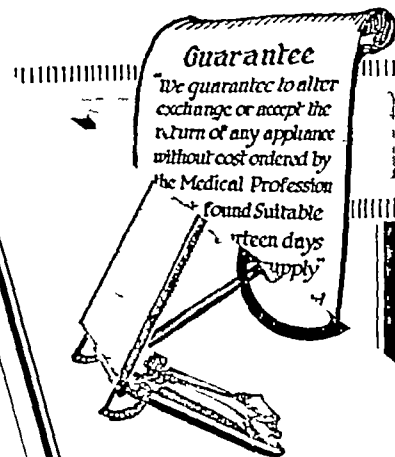 Guarantee
"We guarantee to alter
exchange or accept the
return of any appliance
without cost ordered by
the Medical Profession
found Suitable
days